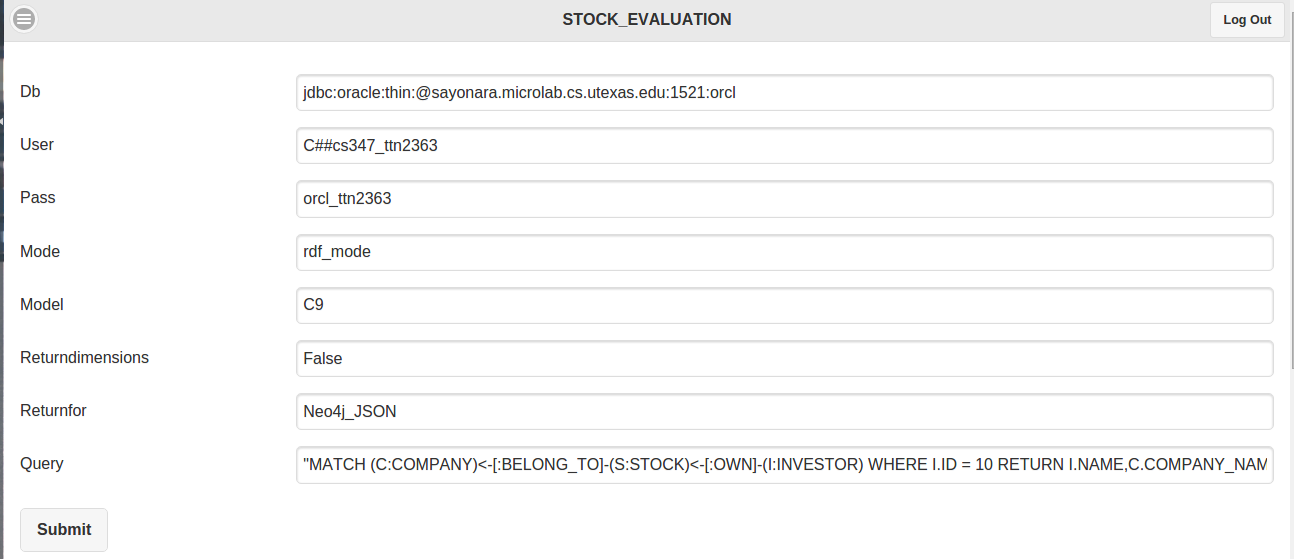 STOCK_EVALUATION
Log Out
Db
jdbc:oracle:thin:@sayonara.microlab.cs.utexas.edu:1521:orcl
User
C##cs347_ttn2363
Pass
orcl_ttn2363
Mode
rdf_mode
Model
C9
Returndimensions
False
Returnfor
Neo4j_JSON
Query
"MATCH (C:COMPANY)<-[:BELONG_TO]-(S:STOCK)<-[:OWN]-(I:INVESTOR) WHERE I.ID = 10 RETURN I.NAME,C.COMPANY_NAM
Submit